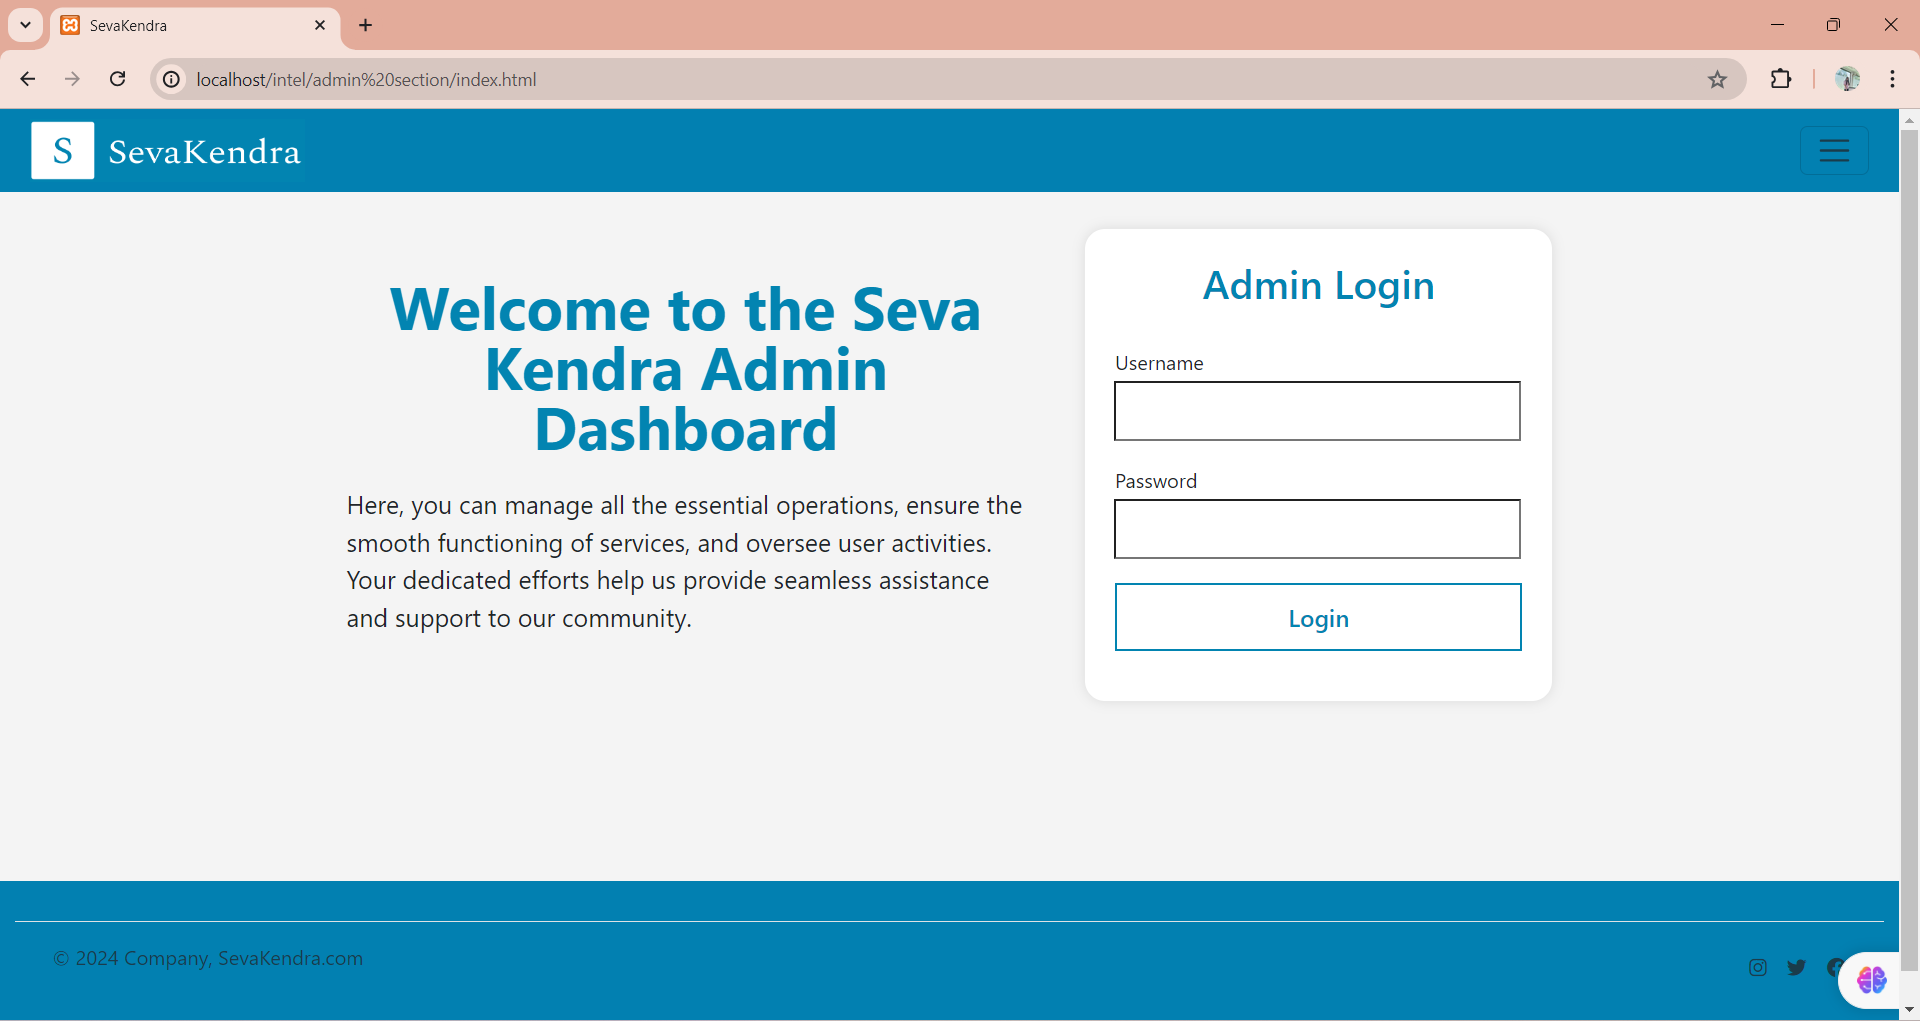 SevaKendra
localhost/intel/admin%20section/index.html
S SevaKendra
Welcome to the Seva
Kendra Admin
Dashboard
Here, you can manage all the essential operations, ensure the
smooth functioning of services, and oversee user activities.
Your dedicated efforts help us provide seamless assistance
and support to our community.
Admin Login
Username
Password
Login
© 2024 Company, SevaKendra.com